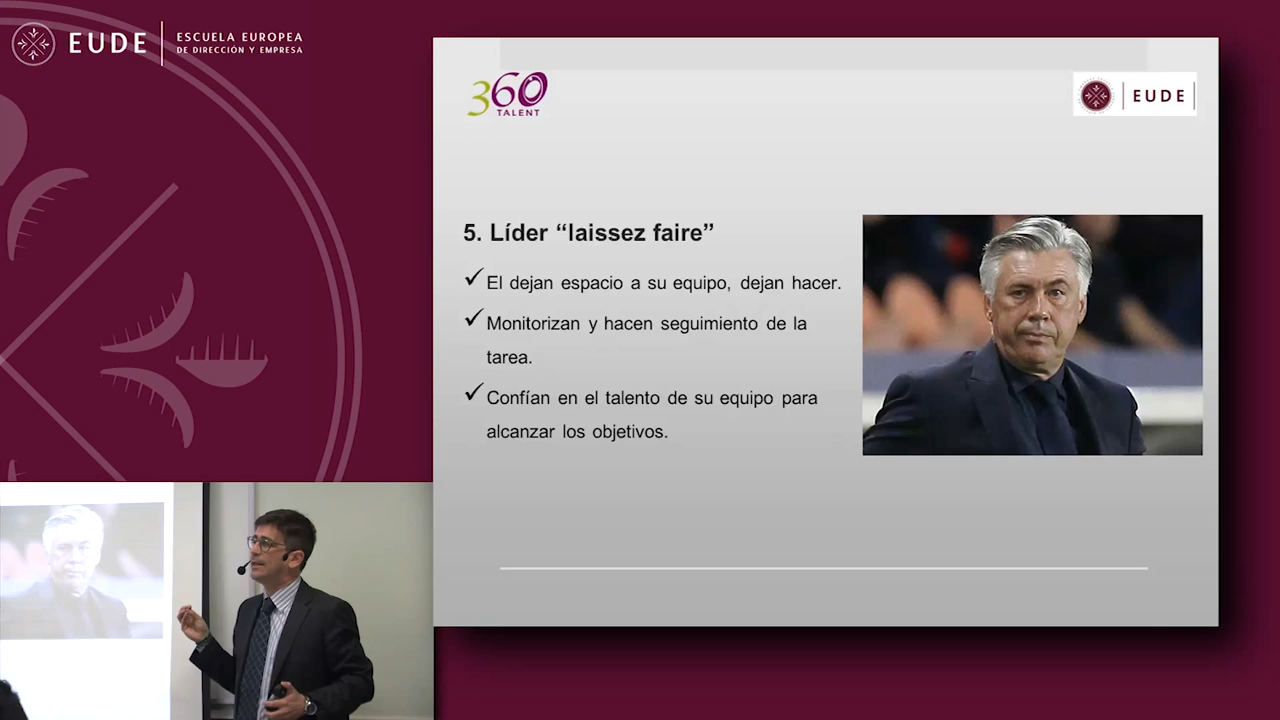 EUDE
ESCUELA EUROPEA
DE DIRECCIÓN Y EMPRESA
360
TALENT
EUDE
5. Líder “laissez faire”
El dejan espacio a su equipo, dejan hacer.
Monitorizan y hacen seguimiento de la
tarea.
Confían en el talento de su equipo para
alcanzar los objetivos.